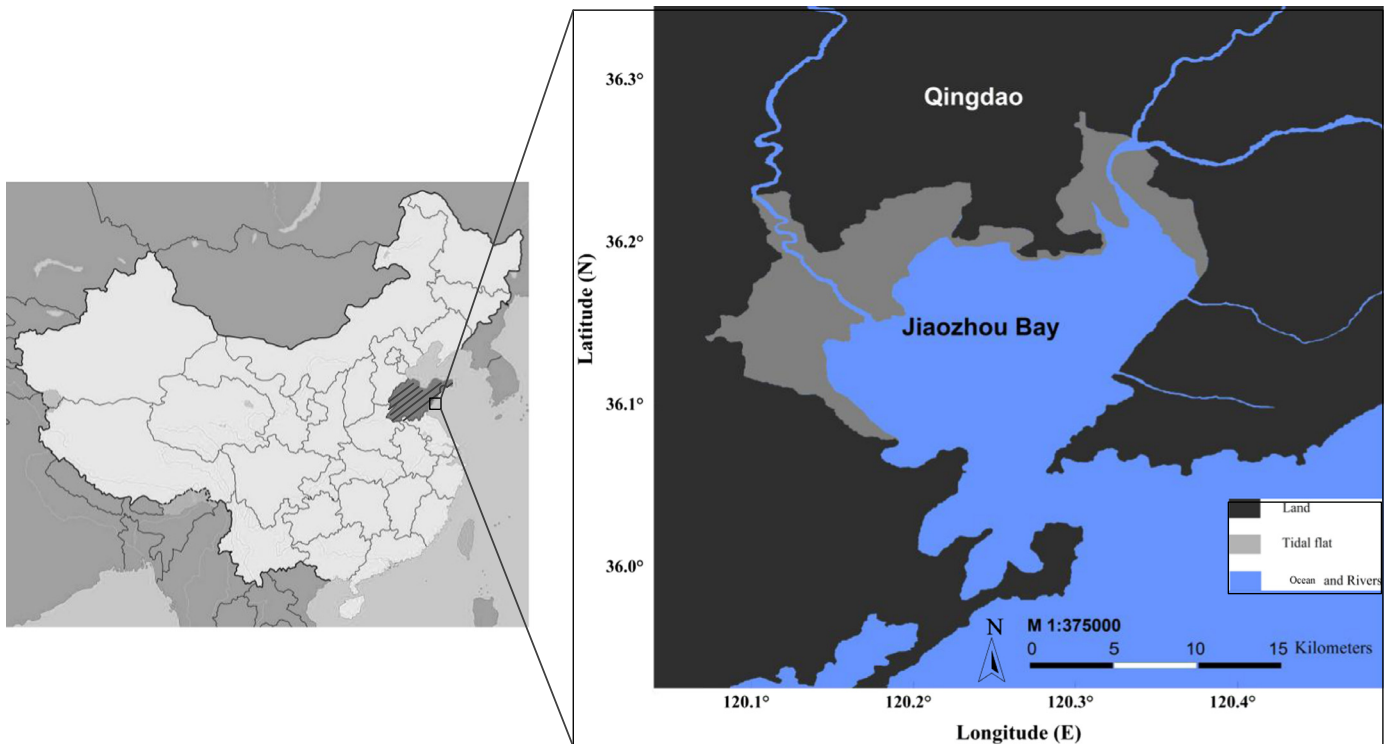 36.3°
Qingdao
36.2°
Latitude (N)
Jiaozhou Bay
36.1°
Land
Tidal flat
36.0°
Ocean and Rivers
N
M 1:375000
0 5 10 15 Kilometers
120.1° 120.2° 120.3° 120.4°
Longitude (E)